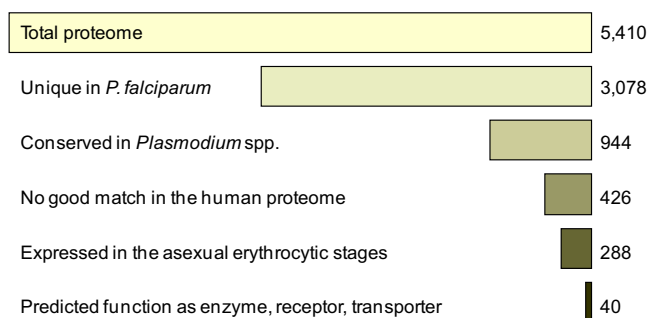 Total proteome 5,410
Unique in P. falciparum 3,078
Conserved in Plasmodium spp. 944
No good match in the human proteome 426
Expressed in the asexual erythrocytic stages 288
Predicted function as enzyme, receptor, transporter 40